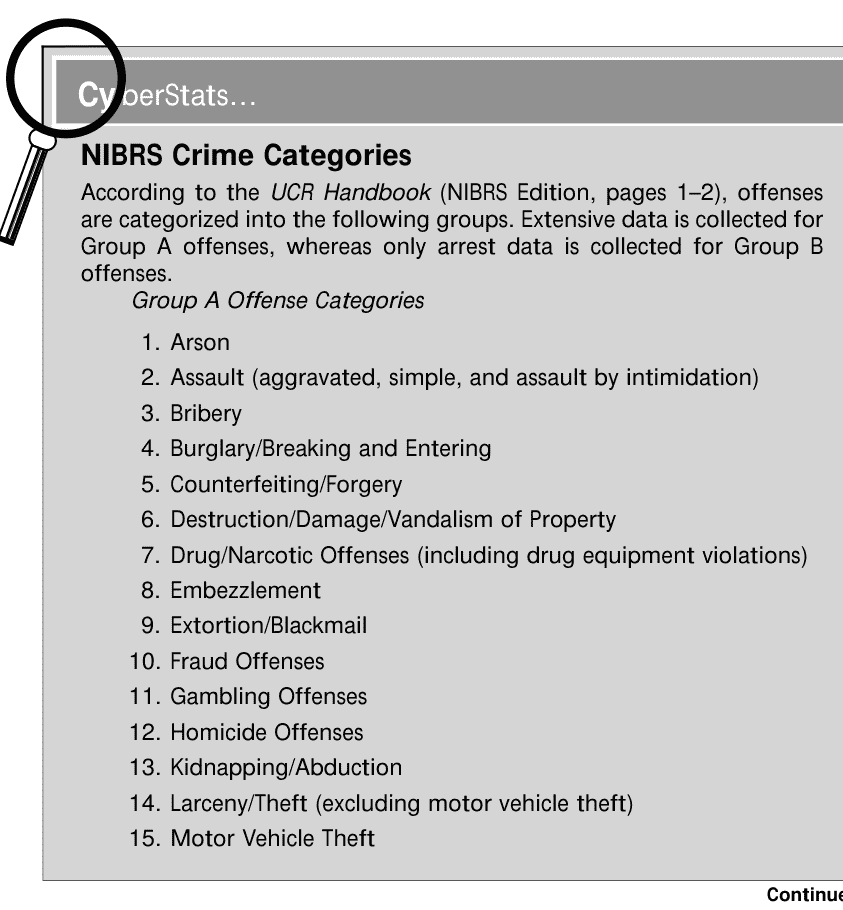 CyberStats...
NIBRS Crime Categories
According to the UCR Handbook (NIBRS Edition, pages 1–2), offenses
are categorized into the following groups. Extensive data is collected for
Group A offenses, whereas only arrest data is collected for Group B
offenses.
Group A Offense Categories
1. Arson
2. Assault (aggravated, simple, and assault by intimidation)
3. Bribery
4. Burglary/Breaking and Entering
5. Counterfeiting/Forgery
6. Destruction/Damage/Vandalism of Property
7. Drug/Narcotic Offenses (including drug equipment violations)
8. Embezzlement
9. Extortion/Blackmail
10. Fraud Offenses
11. Gambling Offenses
12. Homicide Offenses
13. Kidnapping/Abduction
14. Larceny/Theft (excluding motor vehicle theft)
15. Motor Vehicle Theft
Continue